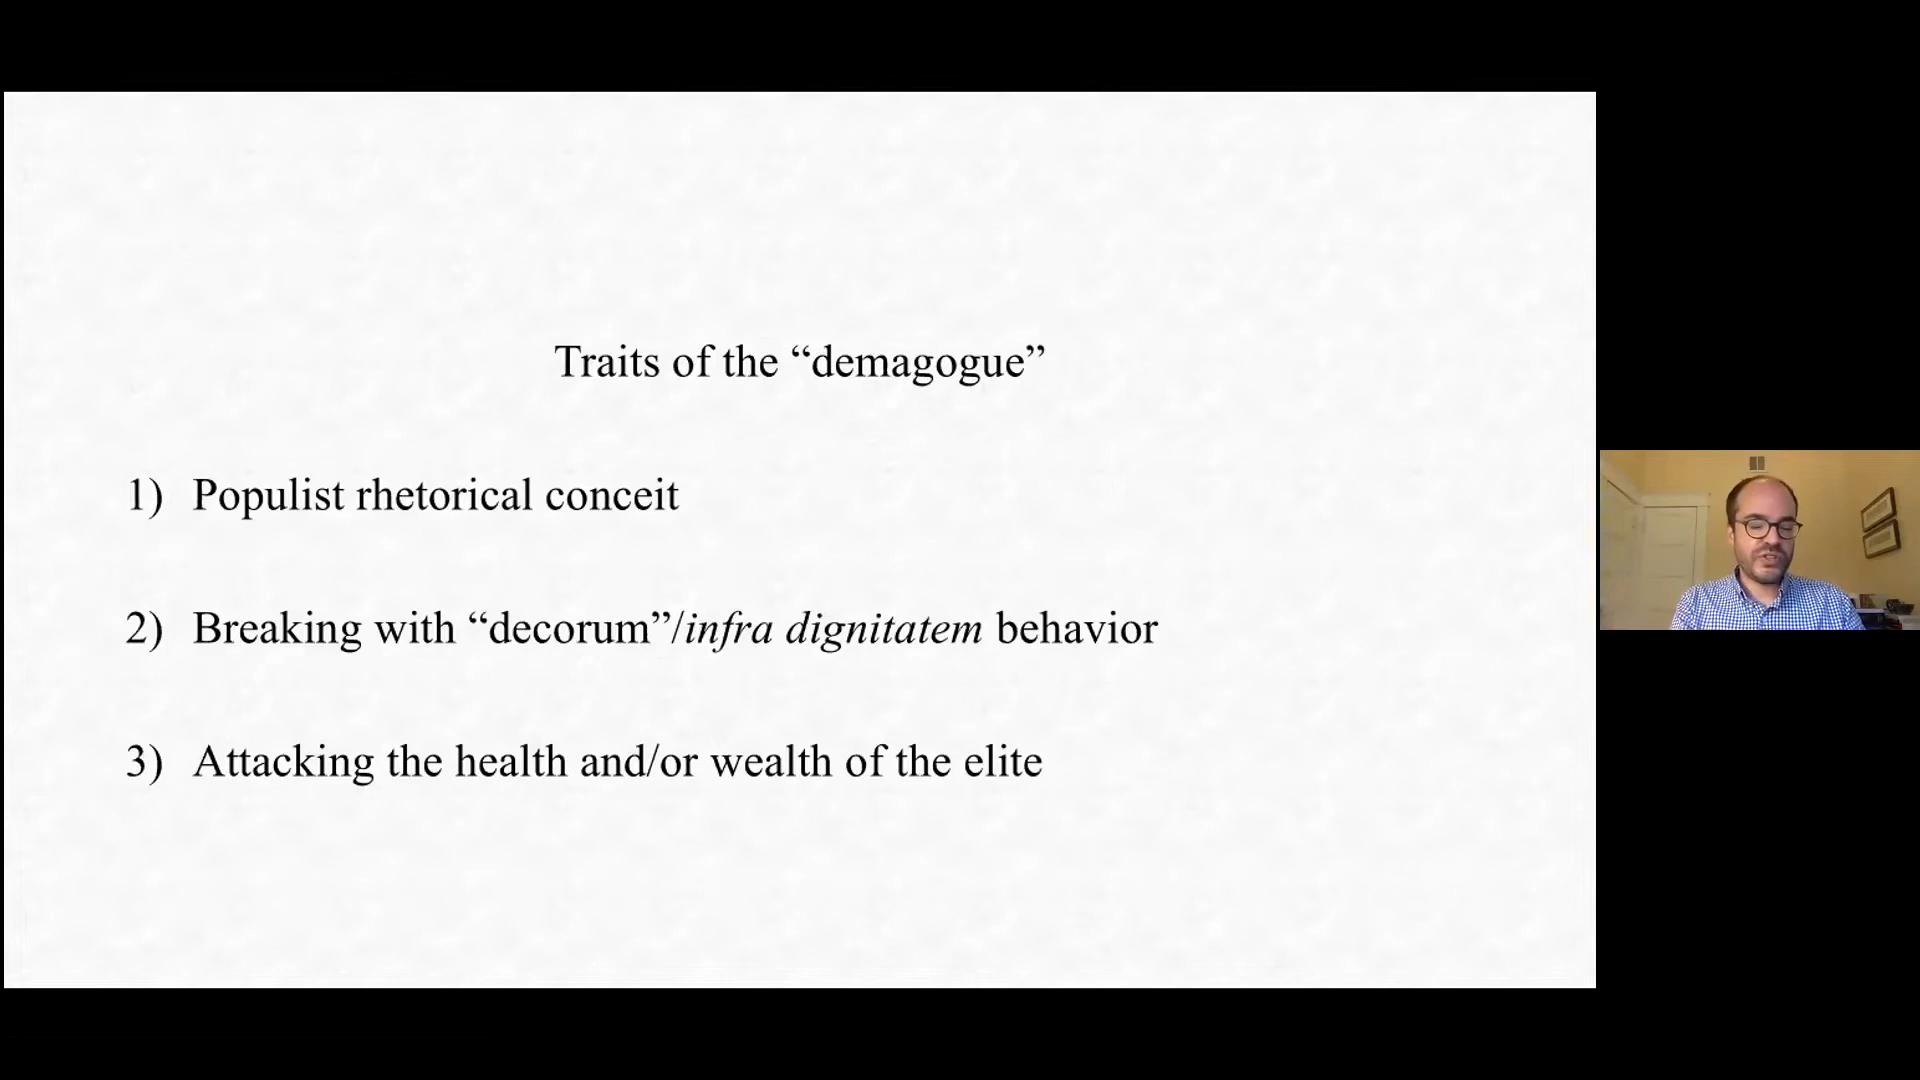 Traits of the “demagogue”
1) Populist rhetorical conceit
2) Breaking with “decorum”/infra dignitatem behavior
3) Attacking the health and/or wealth of the elite